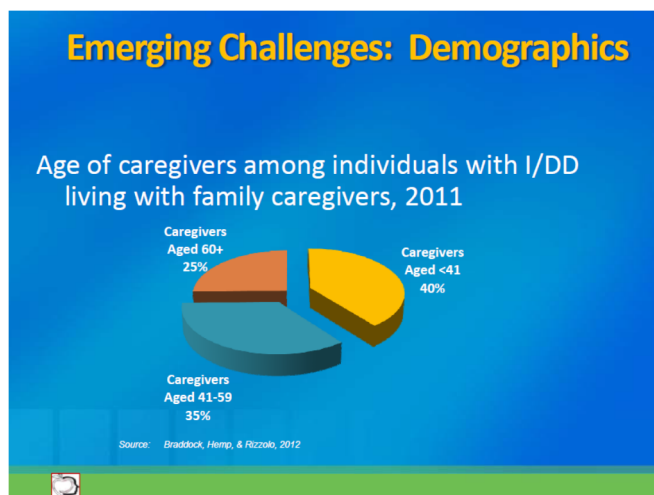 Emerging Challenges: Demographics
Age of caregivers among individuals with I/DD
living with family caregivers, 2011
Caregivers
Aged 60+
25%
Caregivers
Aged <41
40%
Caregivers
Aged 41-59
35%
Source: Braddock, Hemp, & Rizzolo, 2012